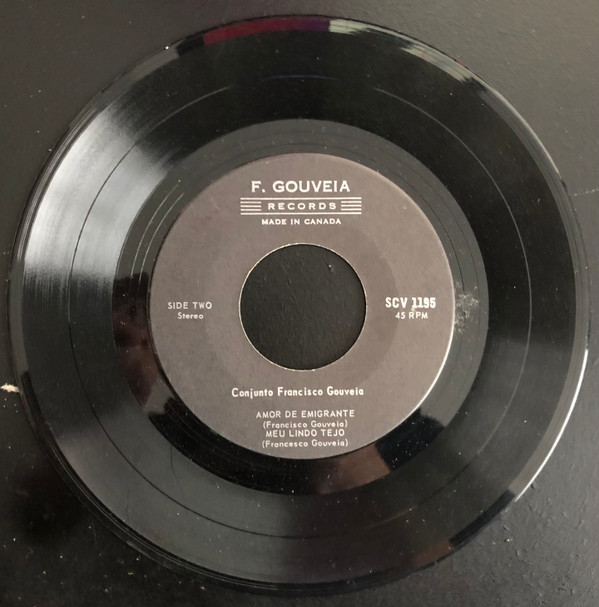 F. GOUVEIA
RECORDS
MADE IN CANADA
SIDE TWO
Stereo
SCV 1195
45 RPM
Conjunto Francisco Gouveia
AMOR DE EMIGRANTE
(Francisco Gouveia)
MEU LINDO TEJO
(Francesco Gouveia)